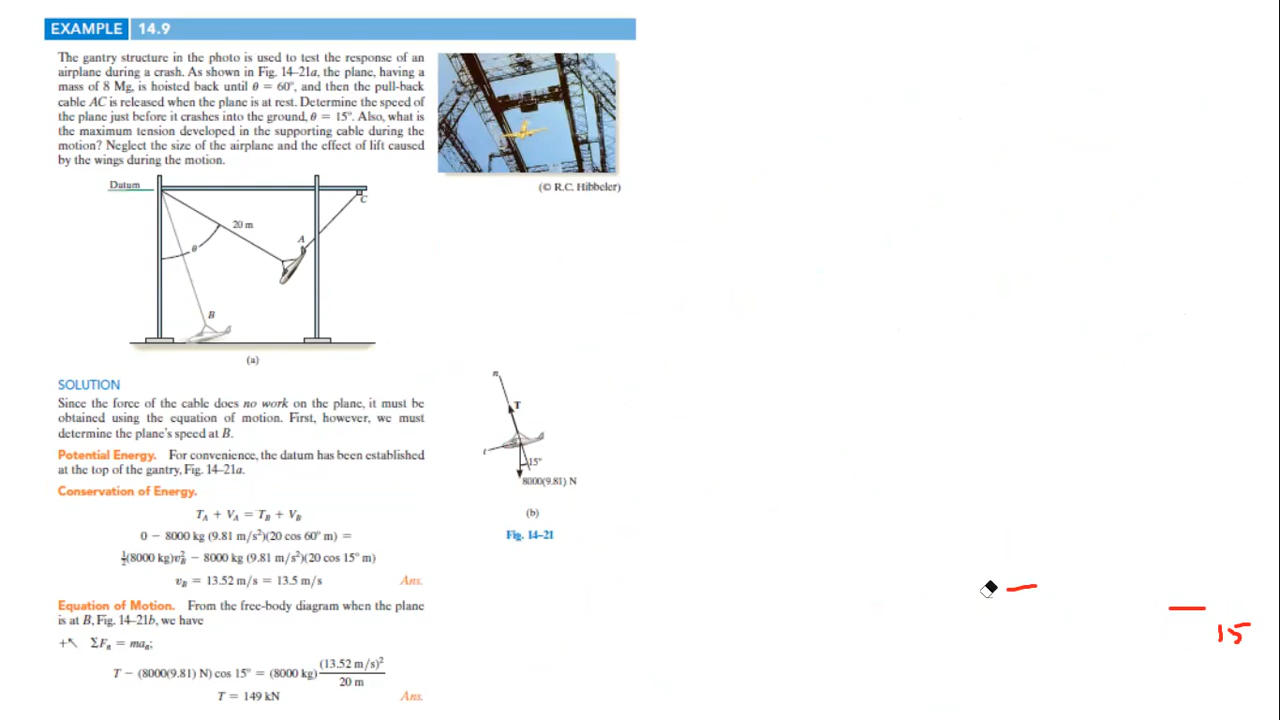 EXAMPLE 14.9
The gantry structure in the photo is used to test the response of an
airplane during a crash. As shown in Fig. 14–21a, the plane, having a
mass of 8 Mg, is hoisted back until θ = 60°, and then the pull-back
cable AC is released when the plane is at rest. Determine the speed of
the plane just before it crashes into the ground, θ = 15°. Also, what is
the maximum tension developed in the supporting cable during the
motion? Neglect the size of the airplane and the effect of lift caused
by the wings during the motion.
(© R.C. Hibbeler)
Datum
C
20 m
A
θ
B
(a)
SOLUTION
Since the force of the cable does no work on the plane, it must be
obtained using the equation of motion. First, however, we must
determine the plane's speed at B.
Potential Energy. For convenience, the datum has been established
at the top of the gantry, Fig. 14–21a.
Conservation of Energy.
T_A + V_A = T_B + V_B
0 − 8000 kg (9.81 m/s²)(20 cos 60° m) =
½(8000 kg)v_B² − 8000 kg (9.81 m/s²)(20 cos 15° m)
v_B = 13.52 m/s = 13.5 m/s Ans.
Equation of Motion. From the free-body diagram when the plane
is at B, Fig. 14–21b, we have
+↖ ΣF_n = ma_n;
T − (8000(9.81) N) cos 15° = (8000 kg) (13.52 m/s)² / 20 m
T = 149 kN Ans.
n
T
t
15°
8000(9.81) N
(b)
Fig. 14–21
15